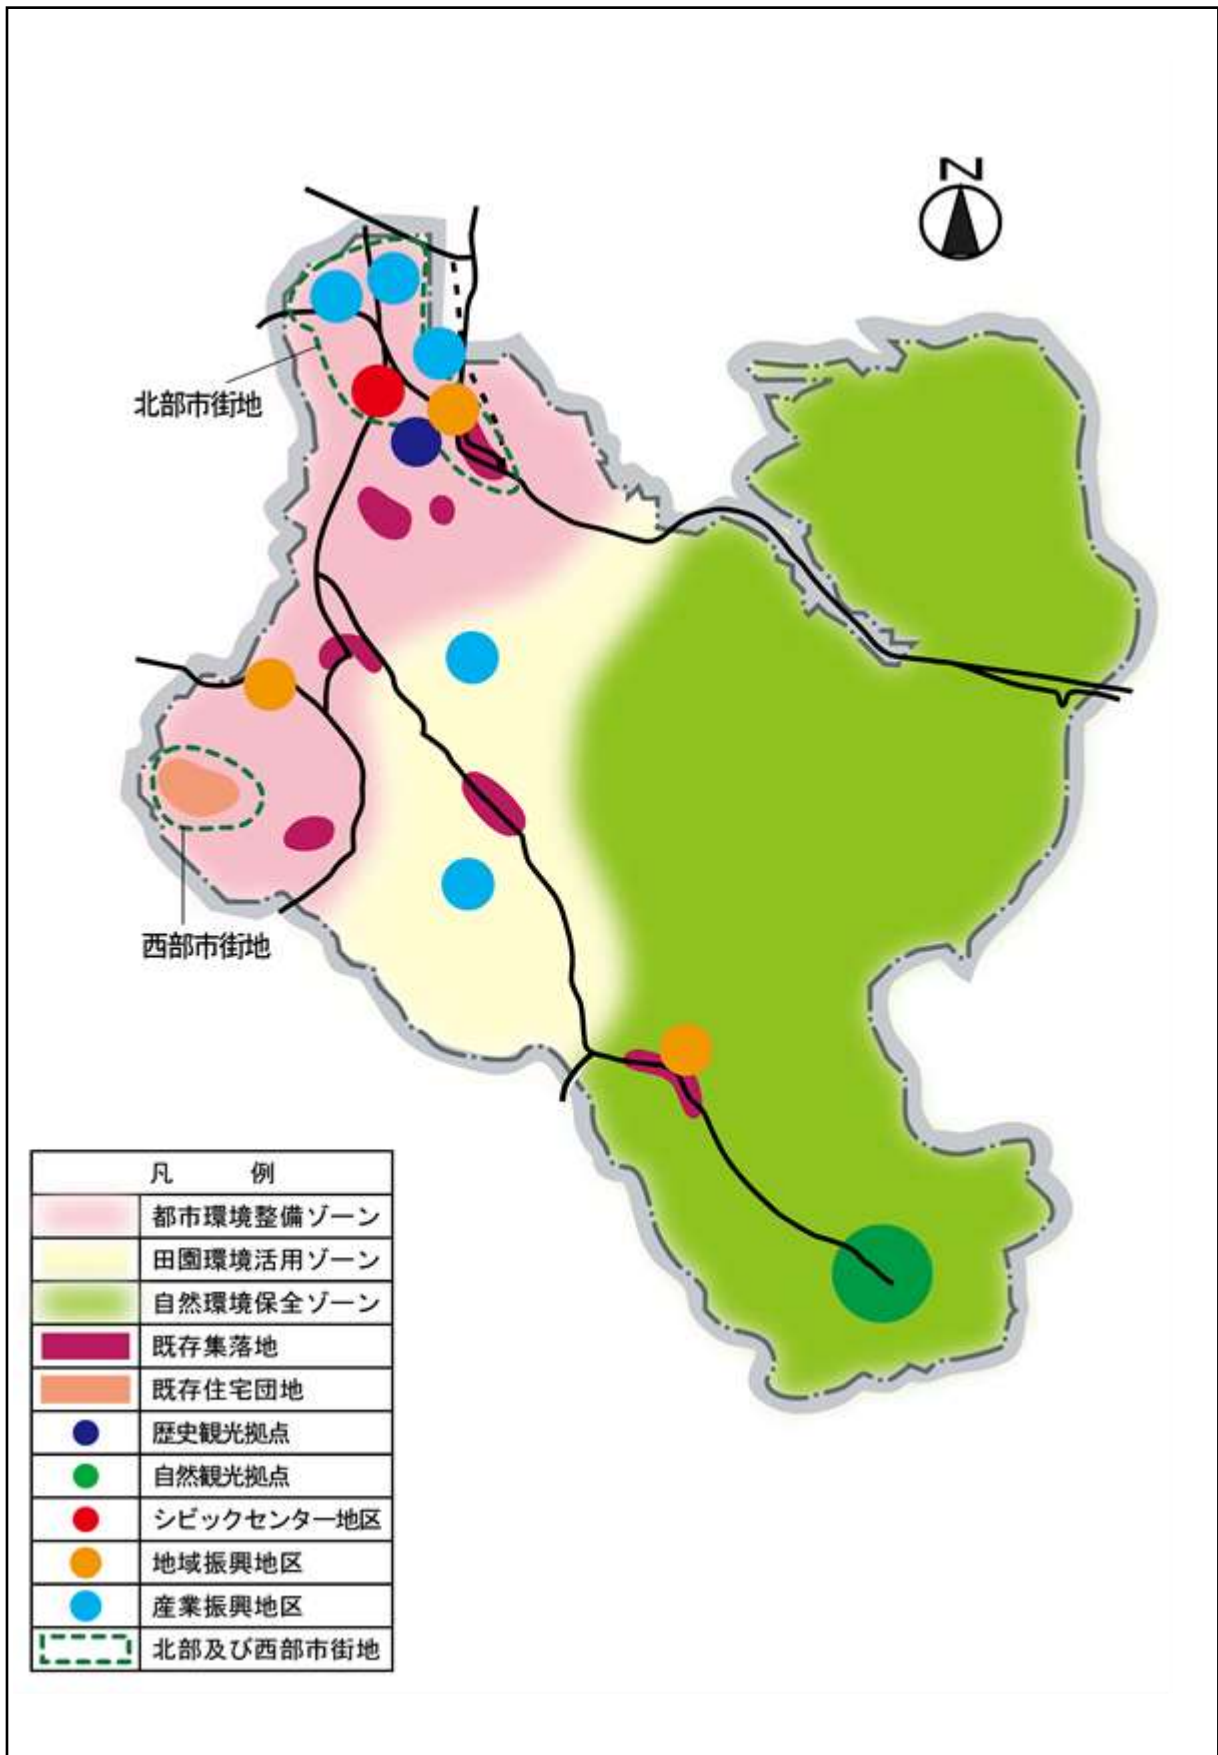 N
北部市街地
西部市街地
凡　例
都市環境整備ゾーン
田園環境活用ゾーン
自然環境保全ゾーン
既存集落地
既存住宅団地
歴史観光拠点
自然観光拠点
シビックセンター地区
地域振興地区
産業振興地区
北部及び西部市街地